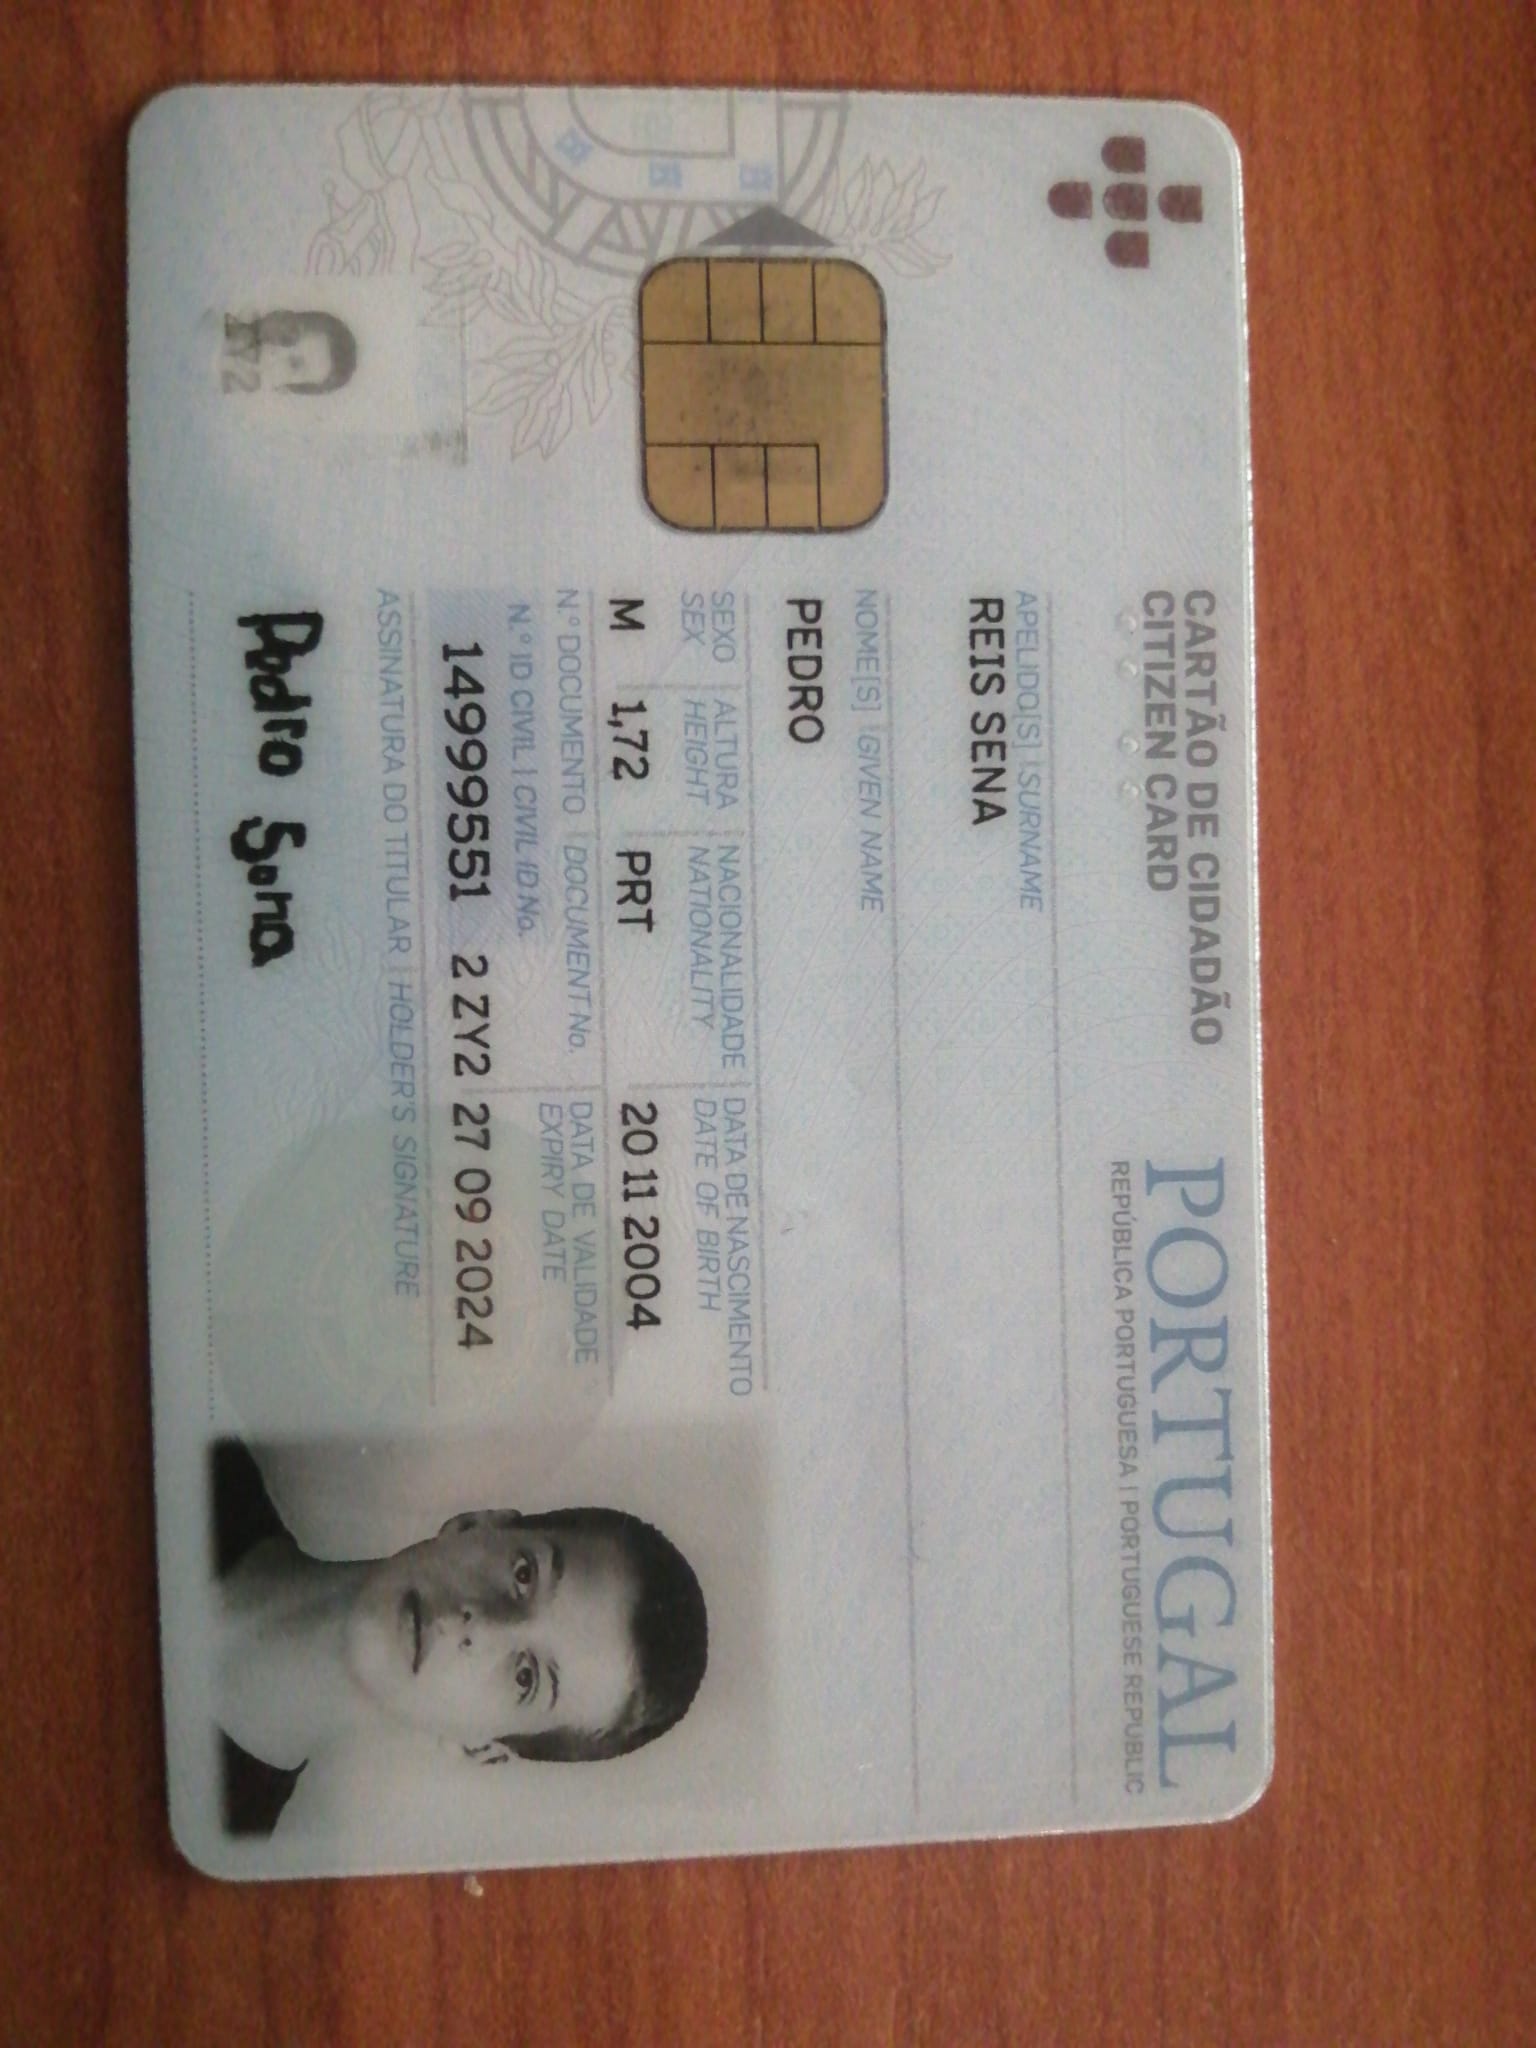 CARTÃO DE CIDADÃO
CITIZEN CARD
PORTUGAL
REPÚBLICA PORTUGUESA | PORTUGUESE REPUBLIC
APELIDO[S] | SURNAME
REIS SENA
NOME[S] | GIVEN NAME
PEDRO
SEXO ALTURA NACIONALIDADE DATA DE NASCIMENTO
SEX HEIGHT NATIONALITY DATE OF BIRTH
M 1,72 PRT 20 11 2004
N.º DOCUMENTO | DOCUMENT No. DATA DE VALIDADE
N.º ID CIVIL | CIVIL ID No. EXPIRY DATE
14999551 2 ZY2 27 09 2024
ASSINATURA DO TITULAR | HOLDER'S SIGNATURE
Pedro Sena